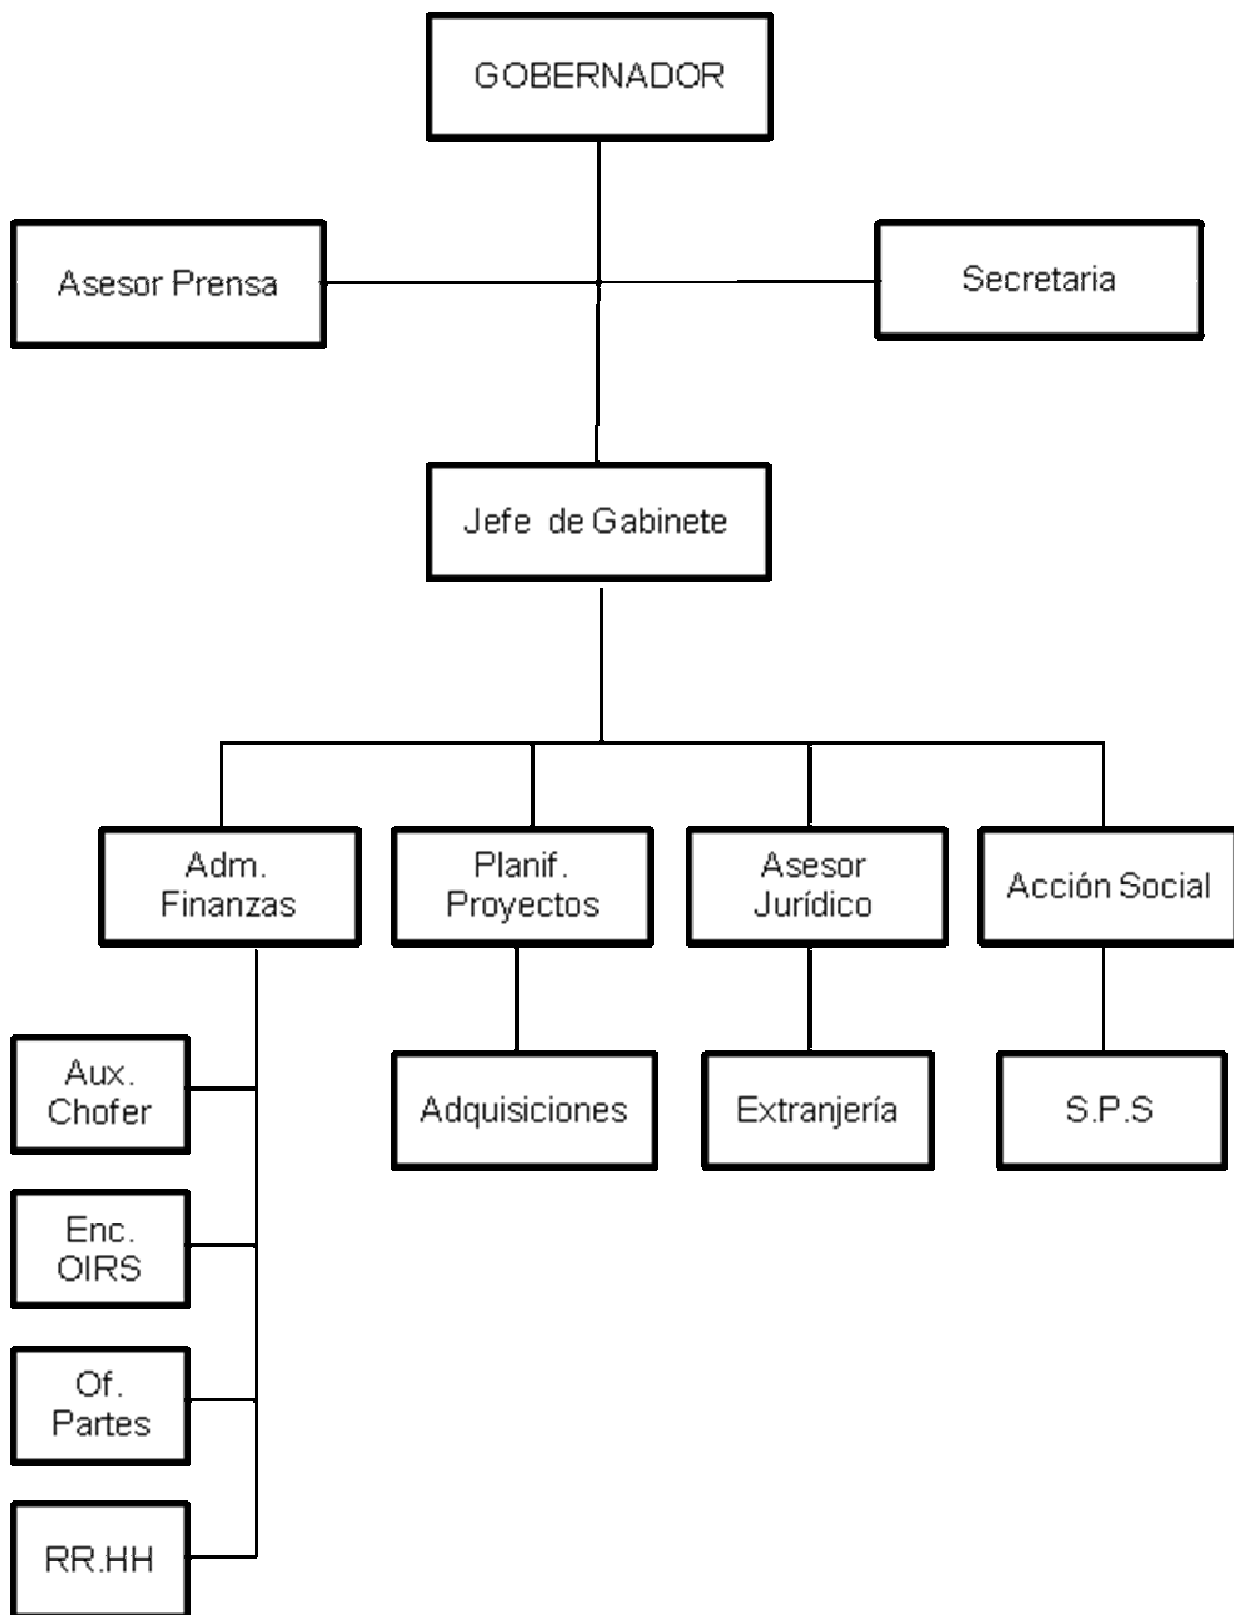 GOBERNADOR
Asesor Prensa
Secretaria
Jefe de Gabinete
Adm.
Finanzas
Planif.
Proyectos
Asesor
Jurídico
Acción Social
Aux.
Chofer
Adquisiciones
Extranjería
S.P.S
Enc.
OIRS
Of.
Partes
RR.HH